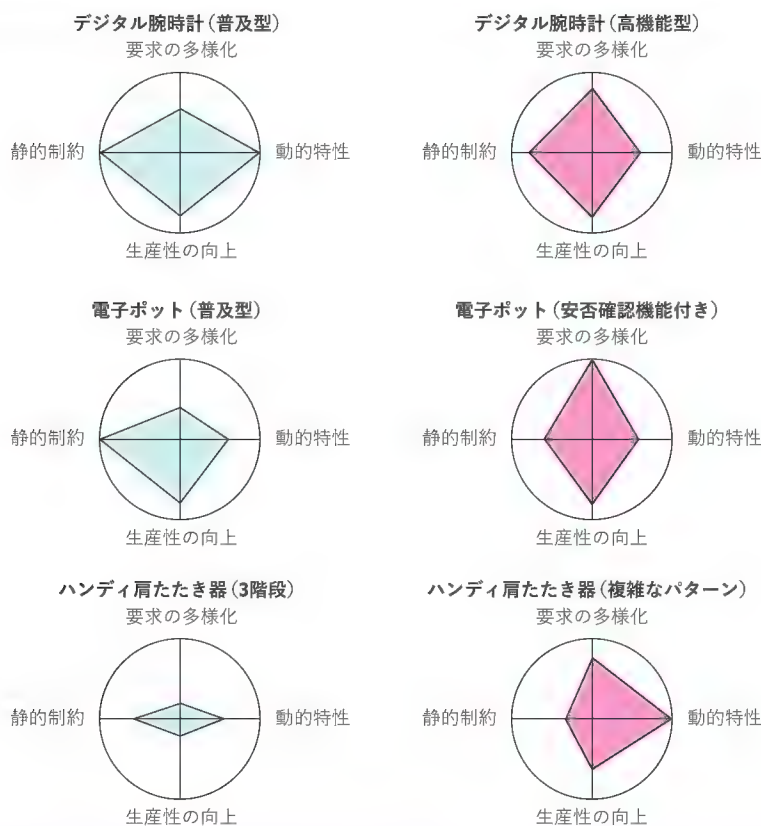 デジタル腕時計（普及型）
要求の多様化
静的制約
動的特性
生産性の向上
デジタル腕時計（高機能型）
要求の多様化
静的制約
動的特性
生産性の向上
電子ポット（普及型）
要求の多様化
静的制約
動的特性
生産性の向上
電子ポット（安否確認機能付き）
要求の多様化
静的制約
動的特性
生産性の向上
ハンディ肩たたき器（3階段）
要求の多様化
静的制約
動的特性
生産性の向上
ハンディ肩たたき器（複雑なパターン）
要求の多様化
静的制約
動的特性
生産性の向上